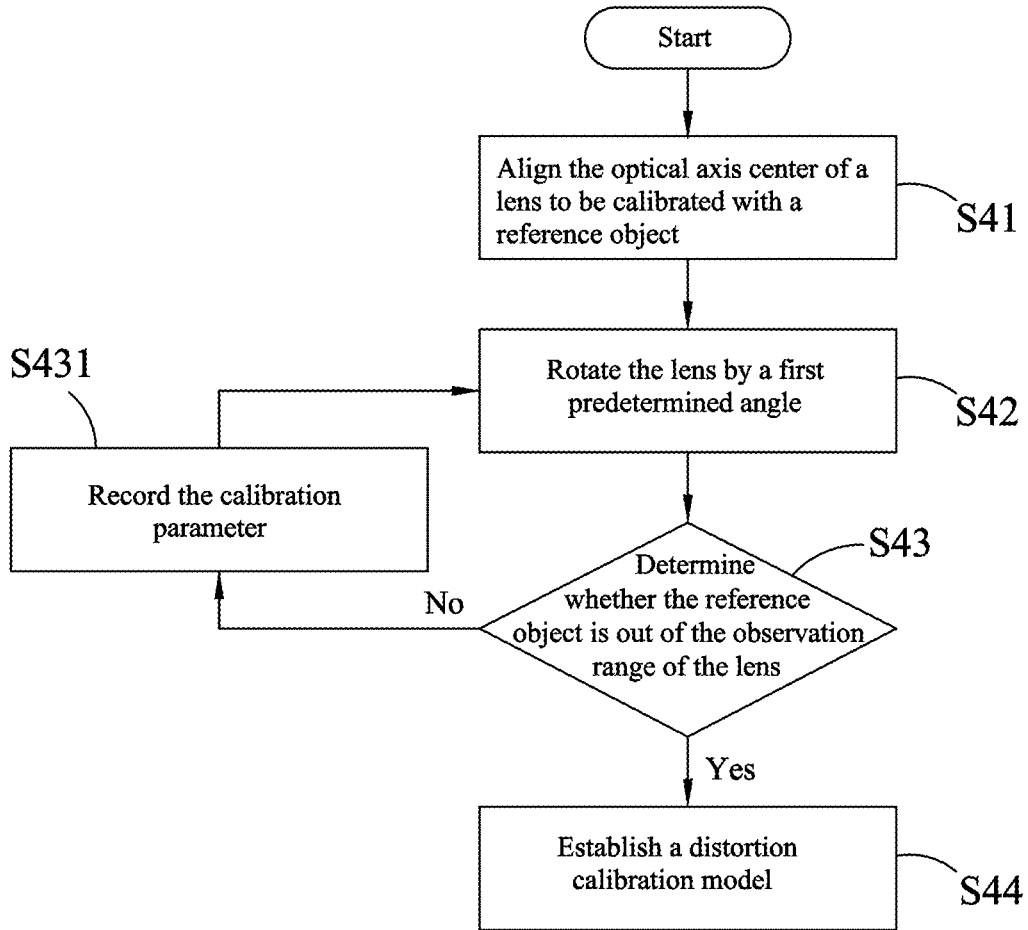 Start
Align the optical axis center of a
lens to be calibrated with a
reference object
S41
Rotate the lens by a first
predetermined angle
S42
S431
Record the calibration
parameter
Determine
whether the reference
object is out of the observation
range of the lens
S43
No
Yes
Establish a distortion
calibration model
S44